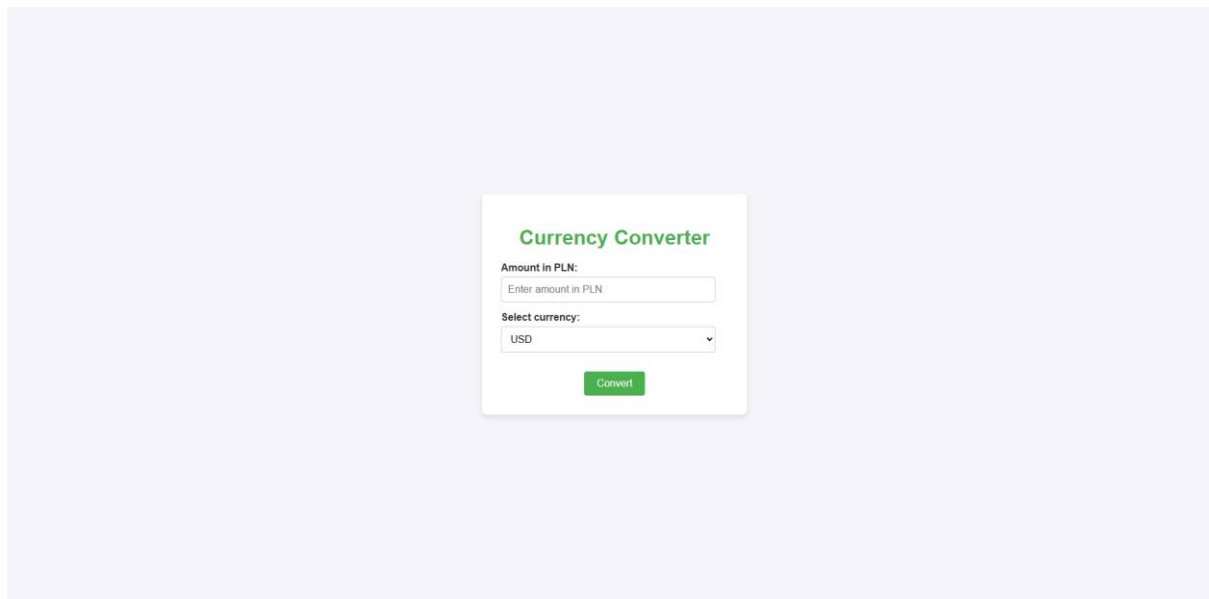 Currency Converter
Amount in PLN:
Enter amount in PLN
Select currency:
USD
Convert